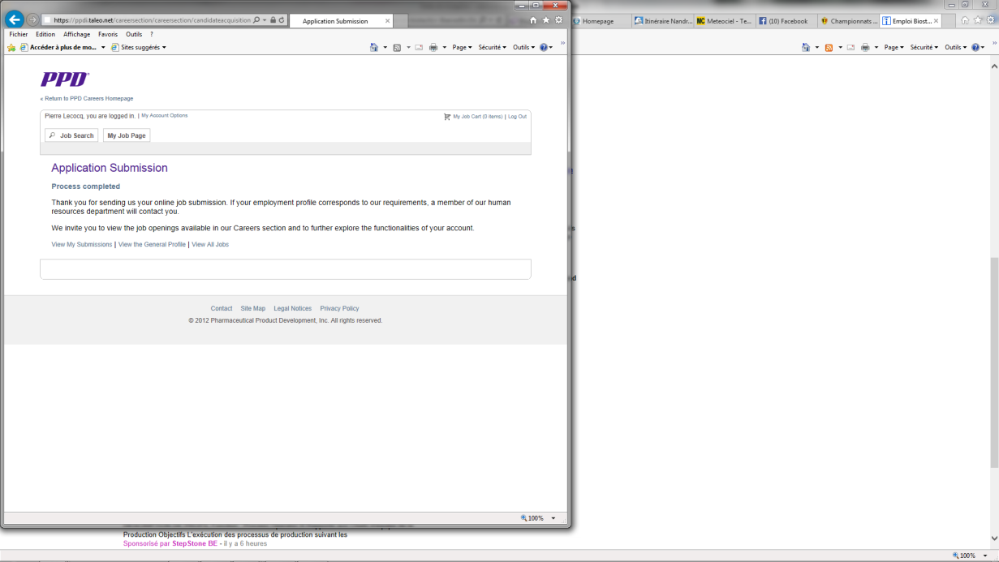 https://ppdi.taleo.net/careersection/careersection/candidateacquisition
Application Submission
Homepage
Itinéraire Nandr...
MC Meteociel - Te...
(10) Facebook
Championnats ...
Emploi Biost...
Fichier Edition Affichage Favoris Outils ?
Accéder à plus de mo... Sites suggérés
Page Sécurité Outils
Page Sécurité Outils
PPD
« Return to PPD Careers Homepage
Pierre Lecocq, you are logged in. | My Account Options
My Job Cart (0 items) | Log Out
Job Search My Job Page
Application Submission
Process completed
Thank you for sending us your online job submission. If your employment profile corresponds to our requirements, a member of our human
resources department will contact you.
We invite you to view the job openings available in our Careers section and to further explore the functionalities of your account.
View My Submissions | View the General Profile | View All Jobs
Contact Site Map Legal Notices Privacy Policy
© 2012 Pharmaceutical Product Development, Inc. All rights reserved.
100%
Production Objectifs L'exécution des processus de production suivant les
Sponsorisé par StepStone BE - il y a 6 heures
100%